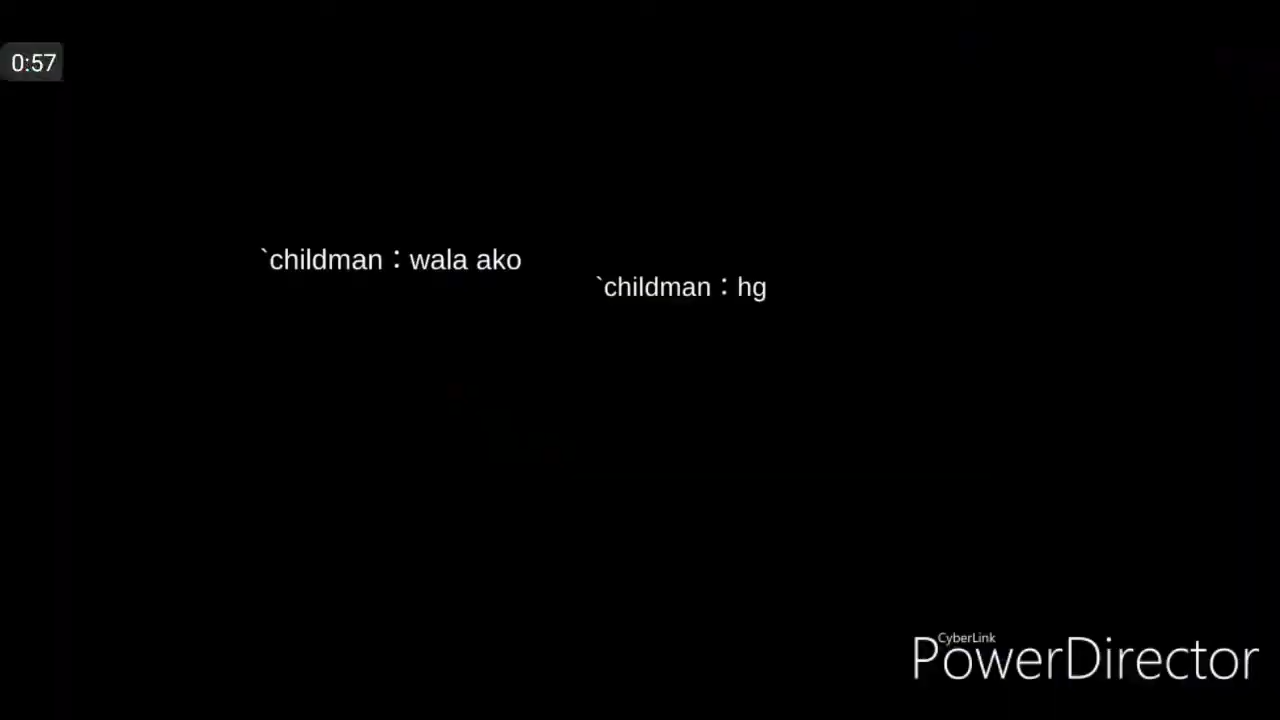 0:57
`childman：wala ako
`childman：hg
CyberLink
PowerDirector